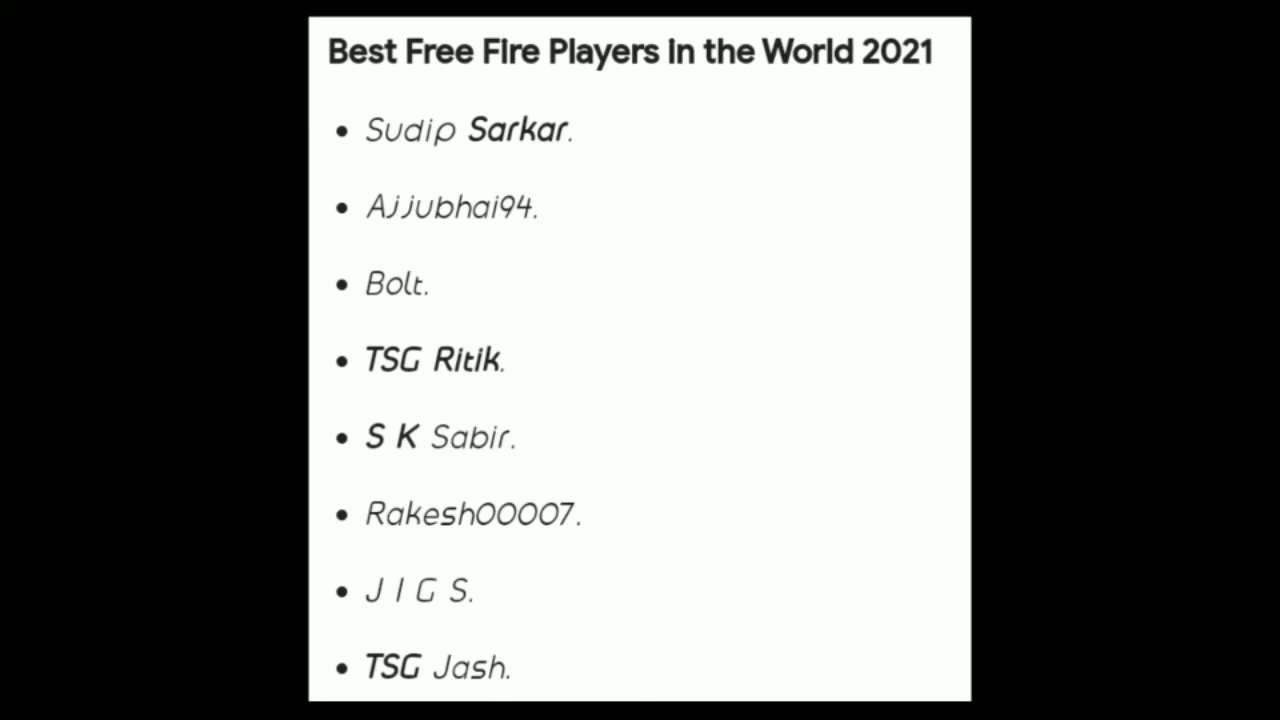 Best Free Fire Players in the World 2021
• Sudip Sarkar.
• Ajjubhai94.
• Bolt.
• TSG Ritik.
• S K Sabir.
• Rakesh00007.
• J I G S.
• TSG Jash.